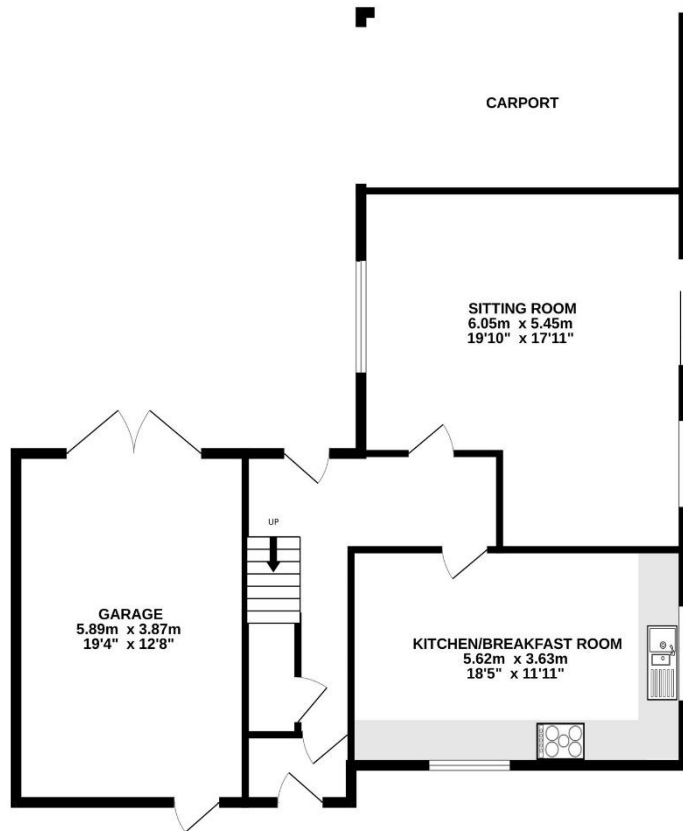 CARPORT
SITTING ROOM
6.05m x 5.45m
19'10" x 17'11"
UP
GARAGE
5.89m x 3.87m
19'4" x 12'8"
KITCHEN/BREAKFAST ROOM
5.62m x 3.63m
18'5" x 11'11"